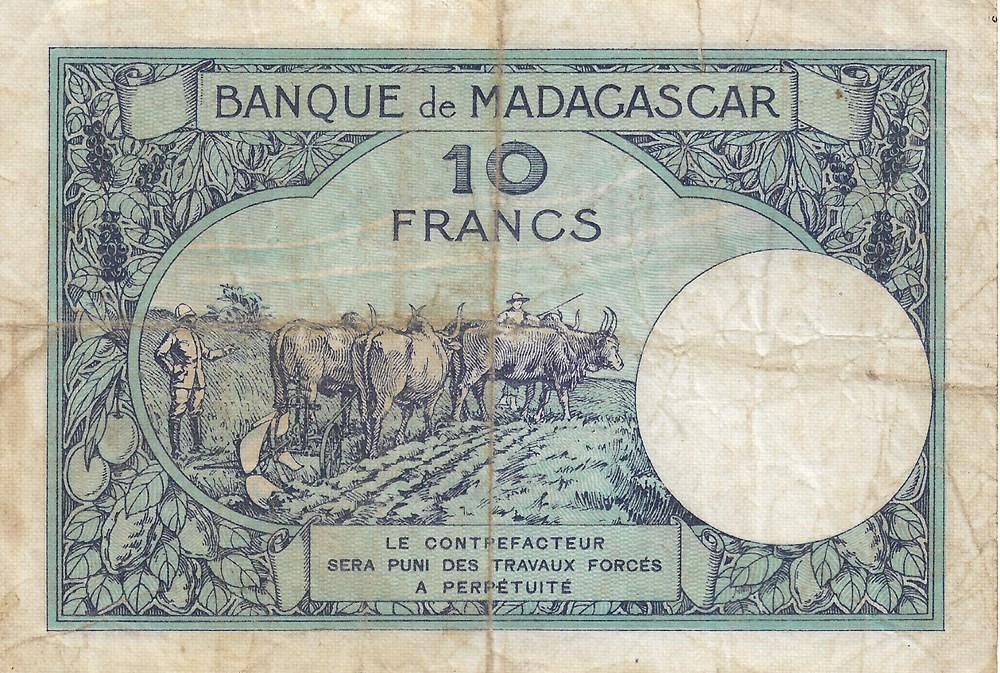 BANQUE de MADAGASCAR
10
FRANCS
LE CONTREFACTEUR
SERA PUNI DES TRAVAUX FORCÉS
A PERPÉTUITÉ